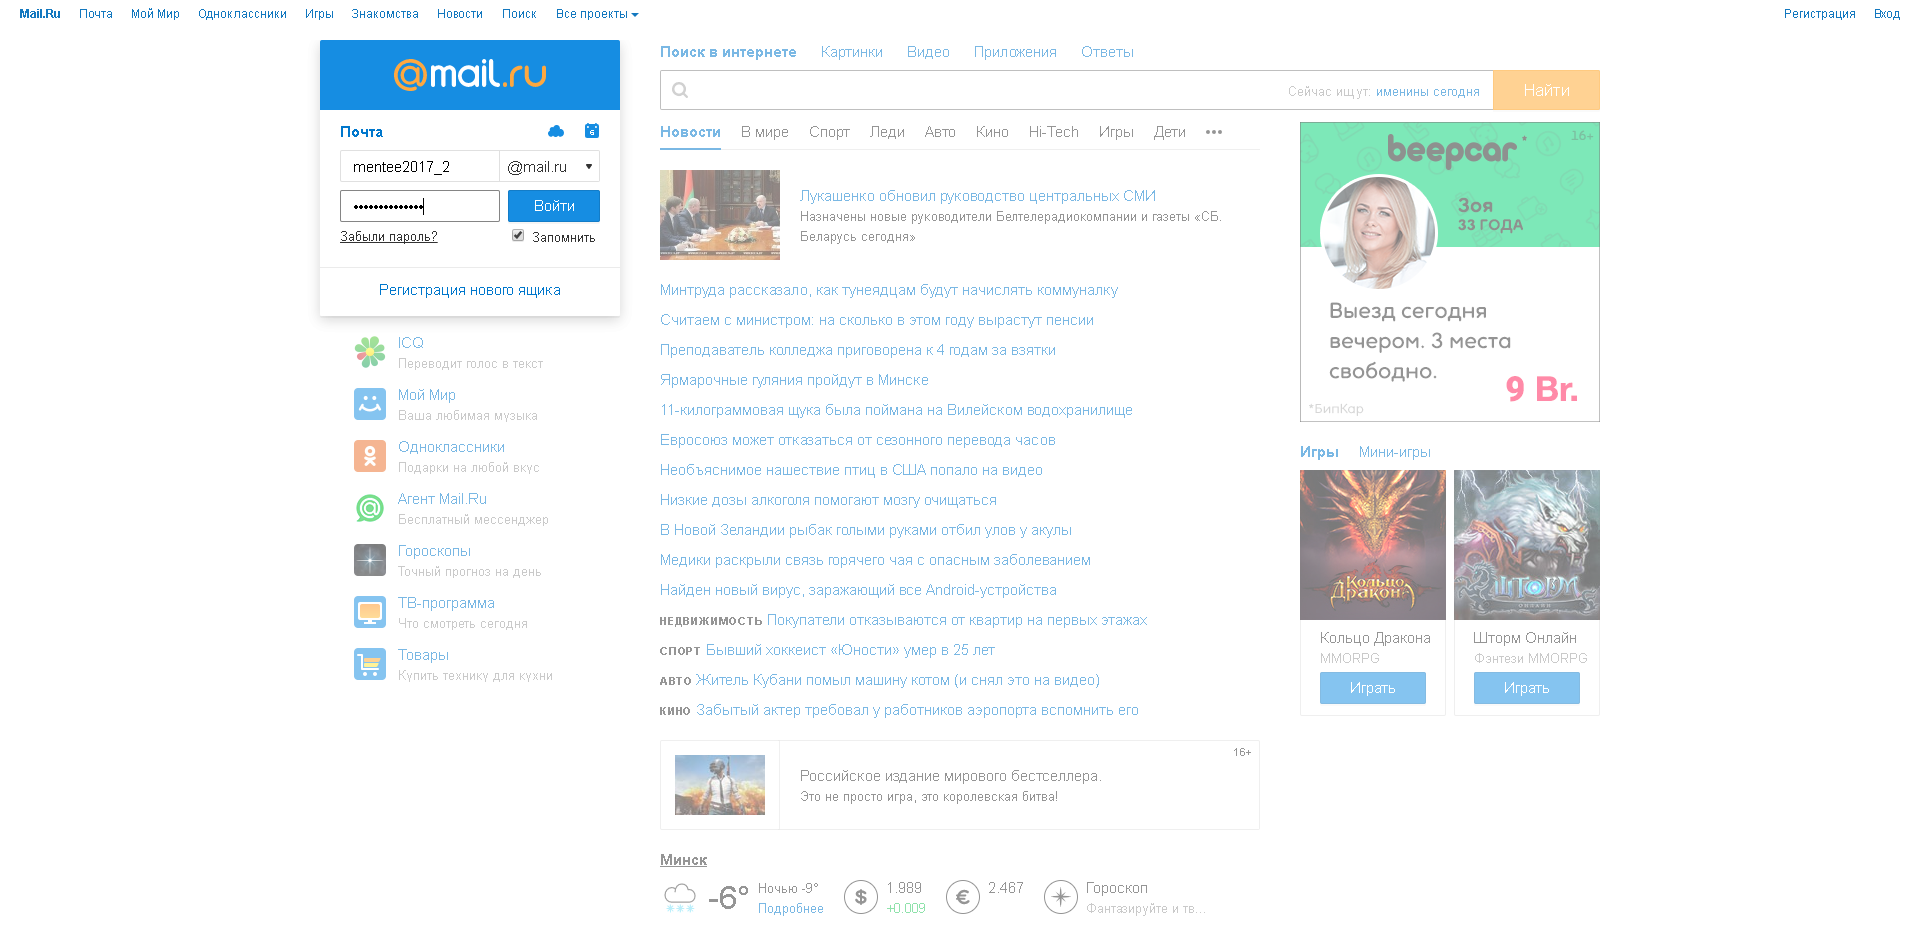 Mail.Ru Почта Мой Мир Одноклассники Игры Знакомства Новости Поиск Все проекты Регистрация Вход
@mail.ru
Почта
6
mentee2017_2 @mail.ru
•••••••••••••• Войти
Забыли пароль? Запомнить
Регистрация нового ящика
ICQ
Переводит голос в текст
Мой Мир
Ваша любимая музыка
Одноклассники
Подарки на любой вкус
Агент Mail.Ru
Бесплатный мессенджер
Гороскопы
Точный прогноз на день
ТВ-программа
Что смотреть сегодня
Товары
Купить технику для кухни
Поиск в интернете Картинки Видео Приложения Ответы
Сейчас ищут: именины сегодня Найти
Новости В мире Спорт Леди Авто Кино Hi-Tech Игры Дети •••
Лукашенко обновил руководство центральных СМИ
Назначены новые руководители Белтелерадиокомпании и газеты «СБ.
Беларусь сегодня»
Минтруда рассказало, как тунеядцам будут начислять коммуналку
Считаем с министром: на сколько в этом году вырастут пенсии
Преподаватель колледжа приговорена к 4 годам за взятки
Ярмарочные гуляния пройдут в Минске
11-килограммовая щука была поймана на Вилейском водохранилище
Евросоюз может отказаться от сезонного перевода часов
Необъяснимое нашествие птиц в США попало на видео
Низкие дозы алкоголя помогают мозгу очищаться
В Новой Зеландии рыбак голыми руками отбил улов у акулы
Медики раскрыли связь горячего чая с опасным заболеванием
Найден новый вирус, заражающий все Android-устройства
НЕДВИЖИМОСТЬ Покупатели отказываются от квартир на первых этажах
СПОРТ Бывший хоккеист «Юности» умер в 25 лет
АВТО Житель Кубани помыл машину котом (и снял это на видео)
КИНО Забытый актер требовал у работников аэропорта вспомнить его
16+
Российское издание мирового бестселлера.
Это не просто игра, это королевская битва!
Минск
-6° Ночью -9° $ 1.989 € 2.467 Гороскоп
Подробнее +0.009 Фантазируйте и тв...
16+
beepcar*
Зоя
33 ГОДА
Выезд сегодня
вечером. 3 места
свободно.
9 Br.
*БипКар
Игры Мини-игры
Кольцо Дракона
ШТОРМ ОНЛАЙН
Кольцо Дракона Шторм Онлайн
MMORPG Фэнтези MMORPG
Играть Играть